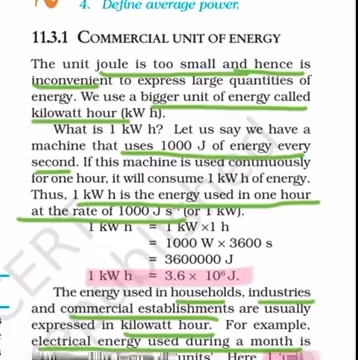 4. Define average power.
11.3.1 COMMERCIAL UNIT OF ENERGY
The unit joule is too small and hence is
inconvenient to express large quantities of
energy. We use a bigger unit of energy called
kilowatt hour (kW h).
What is 1 kW h? Let us say we have a
machine that uses 1000 J of energy every
second. If this machine is used continuously
for one hour, it will consume 1 kW h of energy.
Thus, 1 kW h is the energy used in one hour
at the rate of 1000 J s⁻¹ (or 1 kW).
1 kW h = 1 kW ×1 h
= 1000 W × 3600 s
= 3600000 J
1 kW h = 3.6 × 10⁶ J.
The energy used in households, industries
and commercial establishments are usually
expressed in kilowatt hour. For example,
electrical energy used during a month is
'units'. Here, 1